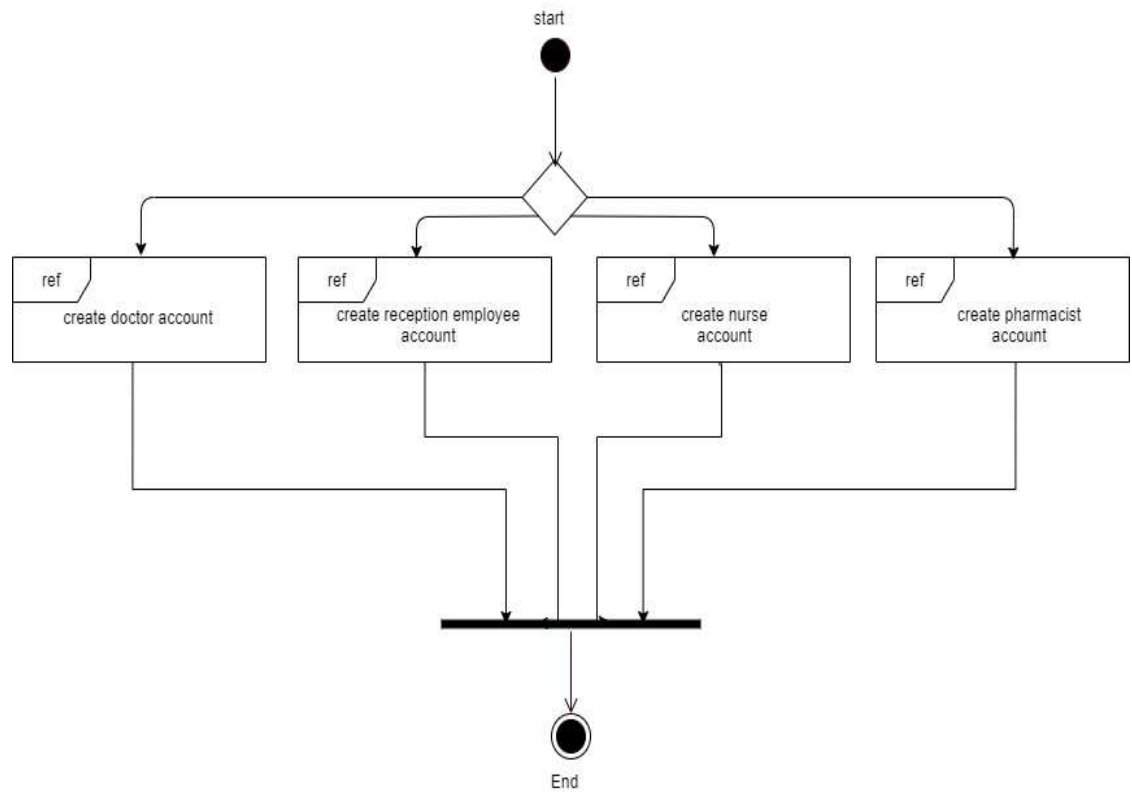 start
ref
create doctor account
ref
create reception employee
account
ref
create nurse
account
ref
create pharmacist
account
End